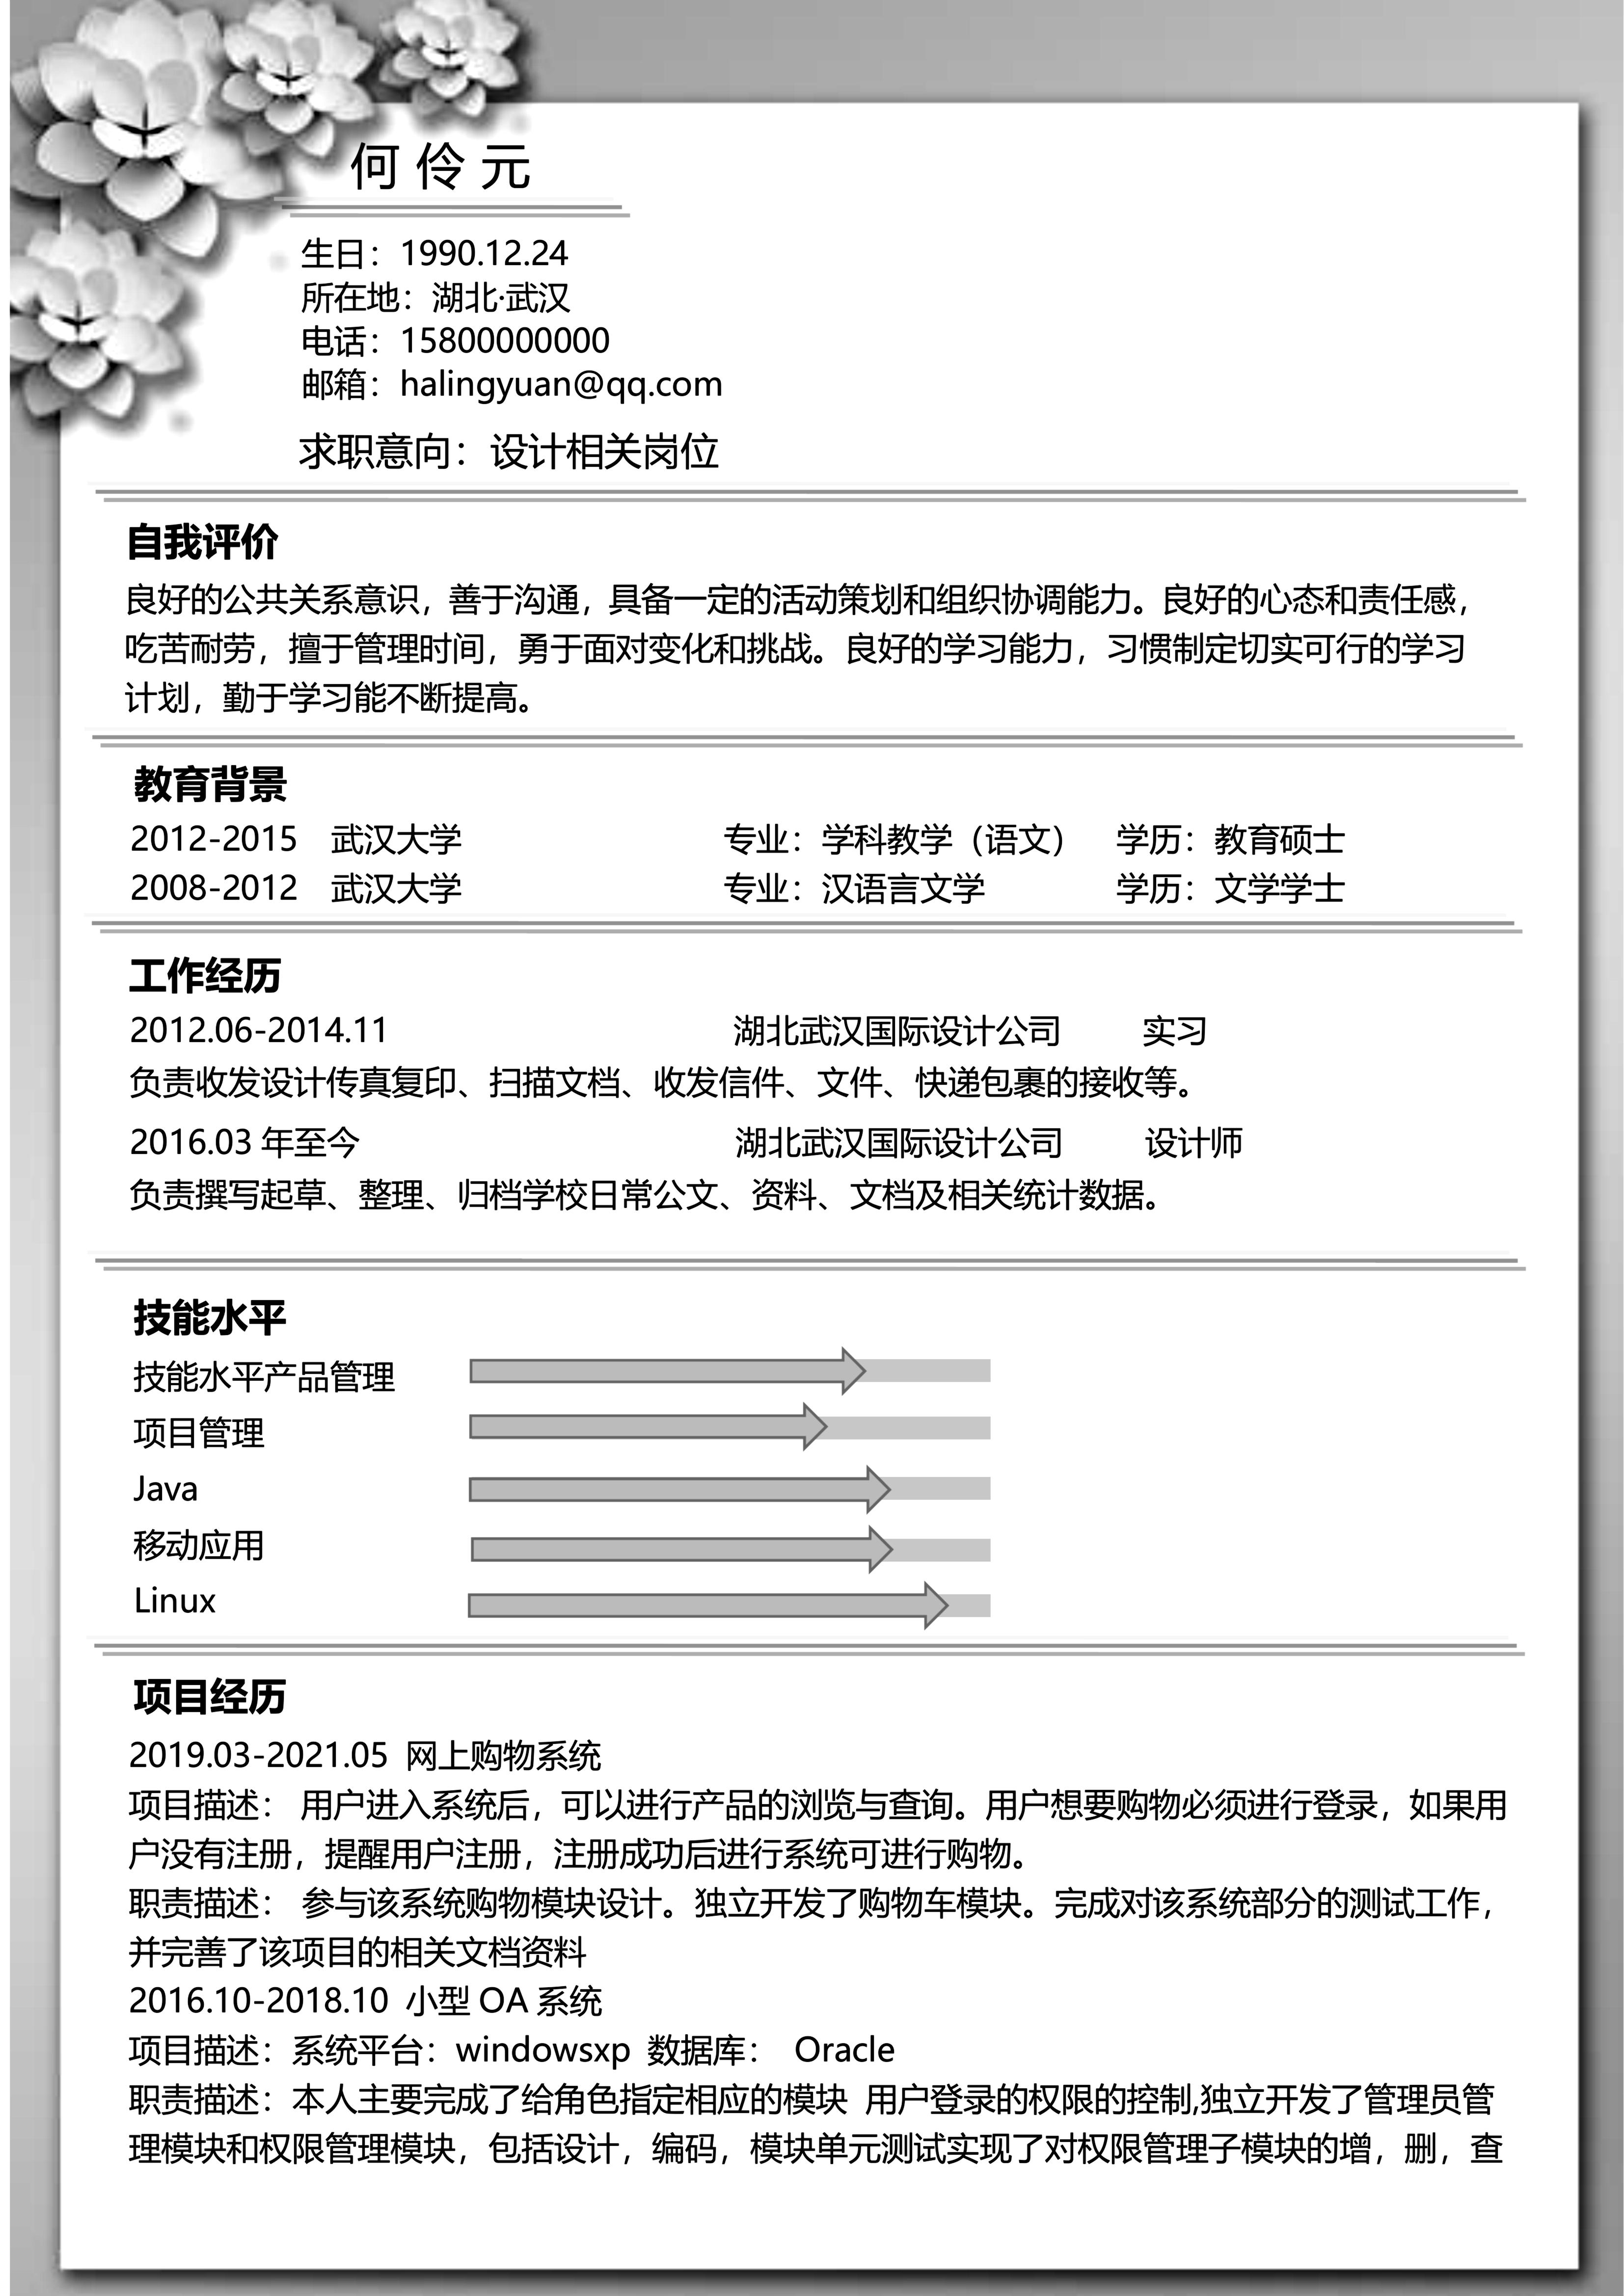 何伶元
生日：1990.12.24
所在地：湖北·武汉
电话：15800000000
邮箱：halingyuan@qq.com
求职意向：设计相关岗位
自我评价
良好的公共关系意识，善于沟通，具备一定的活动策划和组织协调能力。良好的心态和责任感，
吃苦耐劳，擅于管理时间，勇于面对变化和挑战。良好的学习能力，习惯制定切实可行的学习
计划，勤于学习能不断提高。
教育背景
2012-2015 武汉大学 专业：学科教学（语文） 学历：教育硕士
2008-2012 武汉大学 专业：汉语言文学 学历：文学学士
工作经历
2012.06-2014.11 湖北武汉国际设计公司 实习
负责收发设计传真复印、扫描文档、收发信件、文件、快递包裹的接收等。
2016.03 年至今 湖北武汉国际设计公司 设计师
负责撰写起草、整理、归档学校日常公文、资料、文档及相关统计数据。
技能水平
技能水平产品管理
项目管理
Java
移动应用
Linux
项目经历
2019.03-2021.05 网上购物系统
项目描述： 用户进入系统后，可以进行产品的浏览与查询。用户想要购物必须进行登录，如果用
户没有注册，提醒用户注册，注册成功后进行系统可进行购物。
职责描述： 参与该系统购物模块设计。独立开发了购物车模块。完成对该系统部分的测试工作，
并完善了该项目的相关文档资料
2016.10-2018.10 小型 OA 系统
项目描述：系统平台：windowsxp 数据库： Oracle
职责描述：本人主要完成了给角色指定相应的模块 用户登录的权限的控制,独立开发了管理员管
理模块和权限管理模块，包括设计，编码，模块单元测试实现了对权限管理子模块的增，删，查